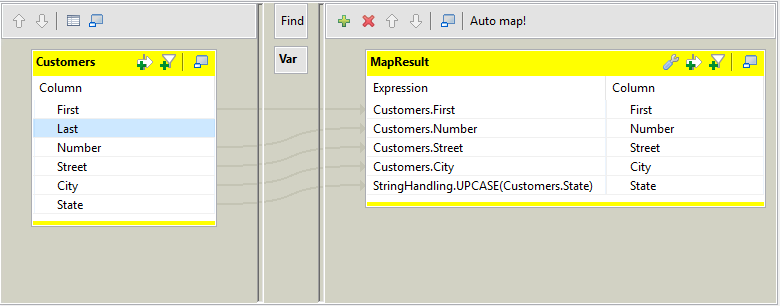 Find
Auto map!
Customers
Var
MapResult
Column
Expression Column
First
Last
Number
Street
City
State
Customers.First First
Customers.Number Number
Customers.Street Street
Customers.City City
StringHandling.UPCASE(Customers.State) State